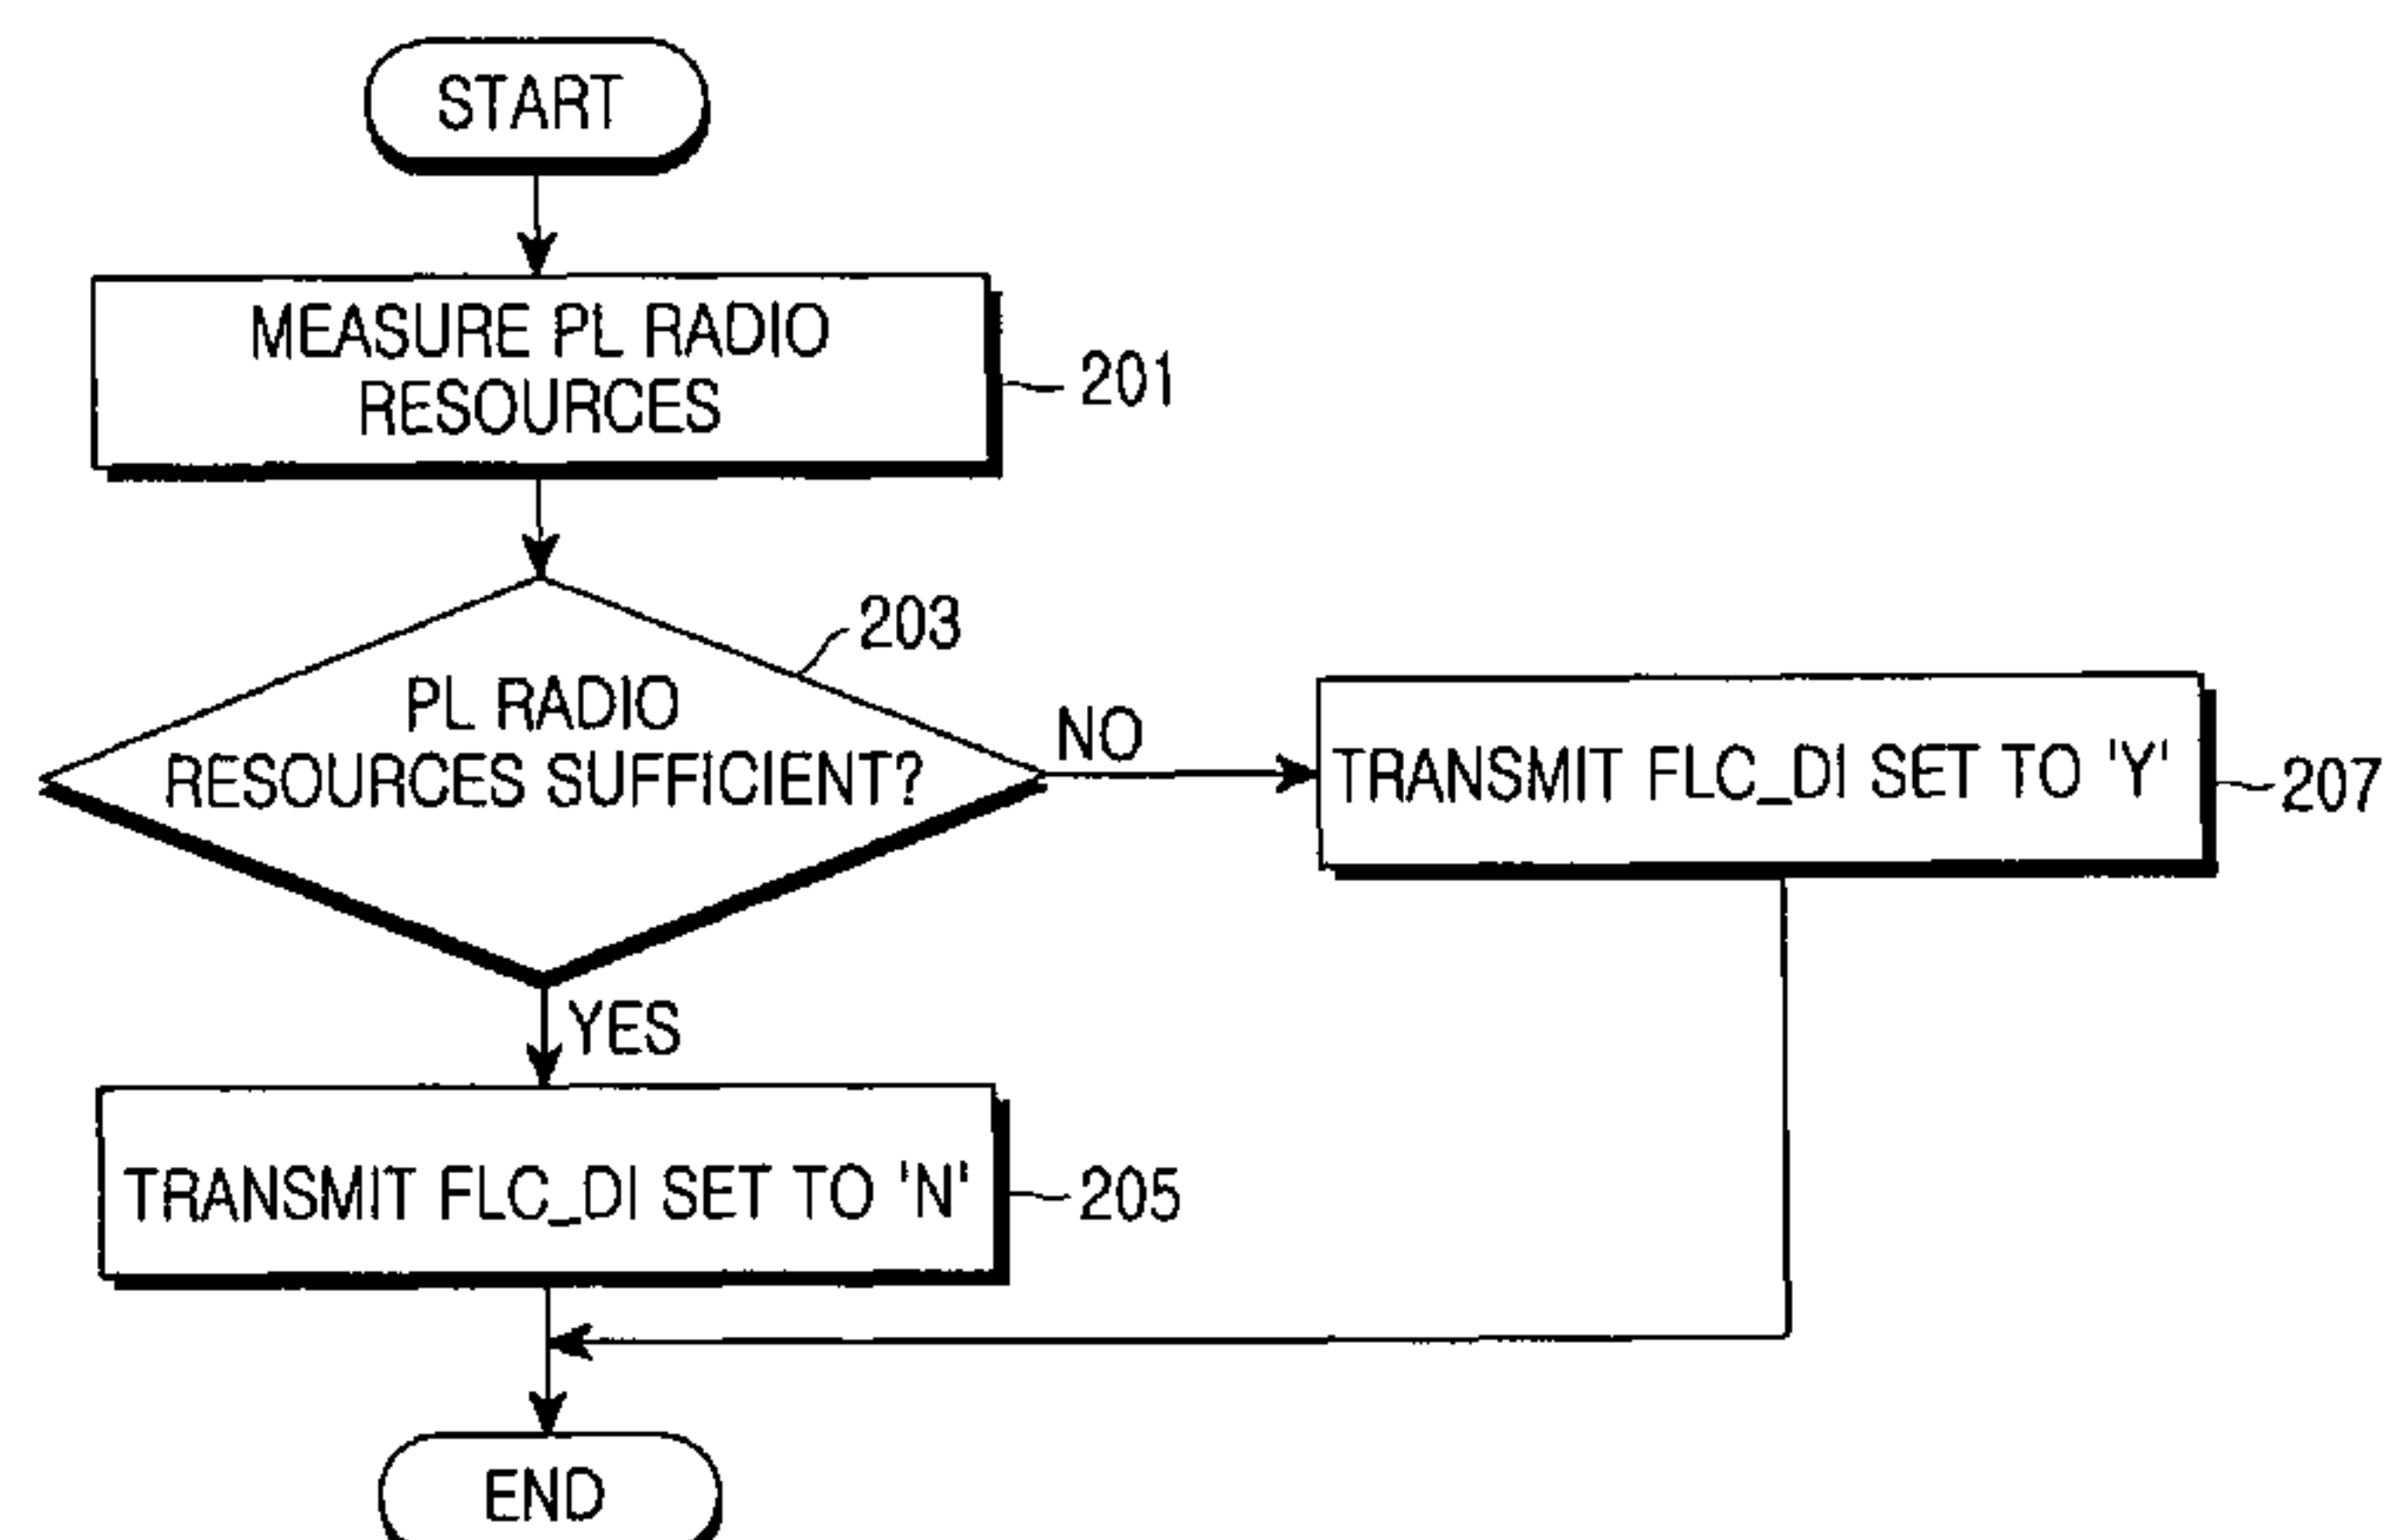 START
MEASURE PL RADIO
RESOURCES
201
203
PL RADIO
RESOURCES SUFFICIENT?
NO
TRANSMIT FLC_DI SET TO 'Y'
207
YES
TRANSMIT FLC_DI SET TO 'N'
205
END